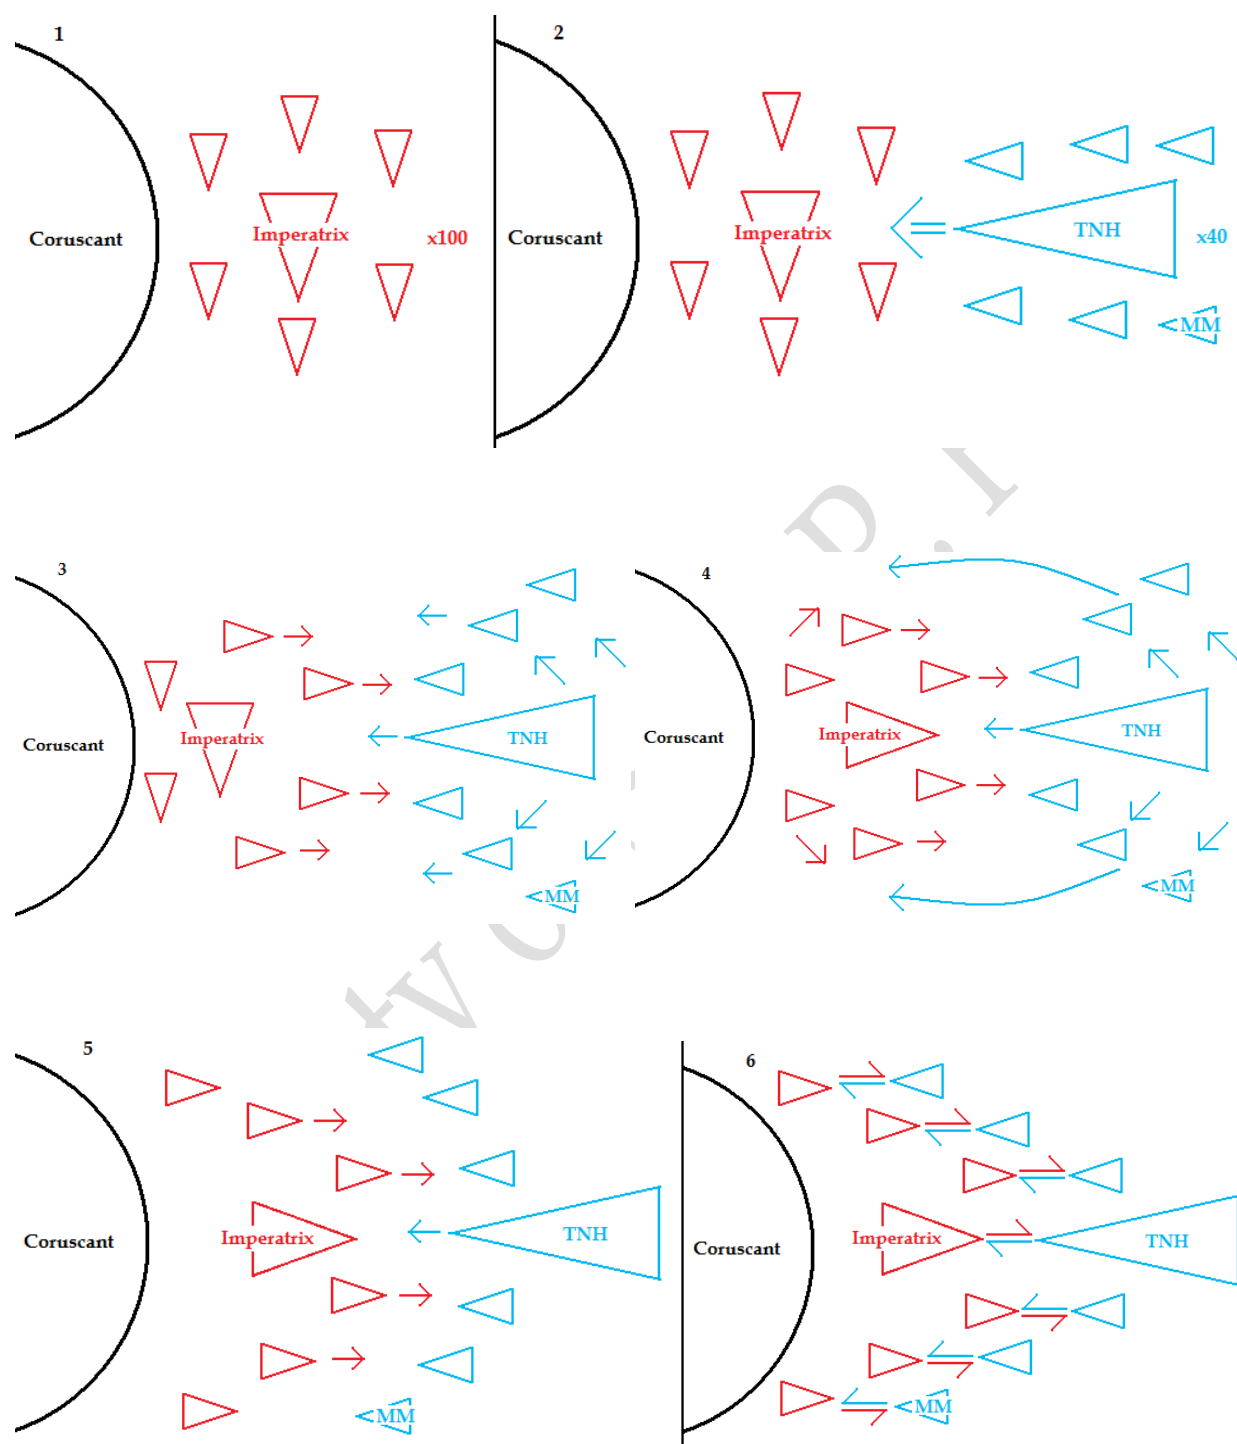 1
Coruscant
Imperatrix
x100
2
Coruscant
Imperatrix
TNH
x40
MM
3
Coruscant
Imperatrix
TNH
MM
4
Coruscant
Imperatrix
TNH
MM
5
Coruscant
Imperatrix
TNH
MM
6
Coruscant
Imperatrix
TNH
MM